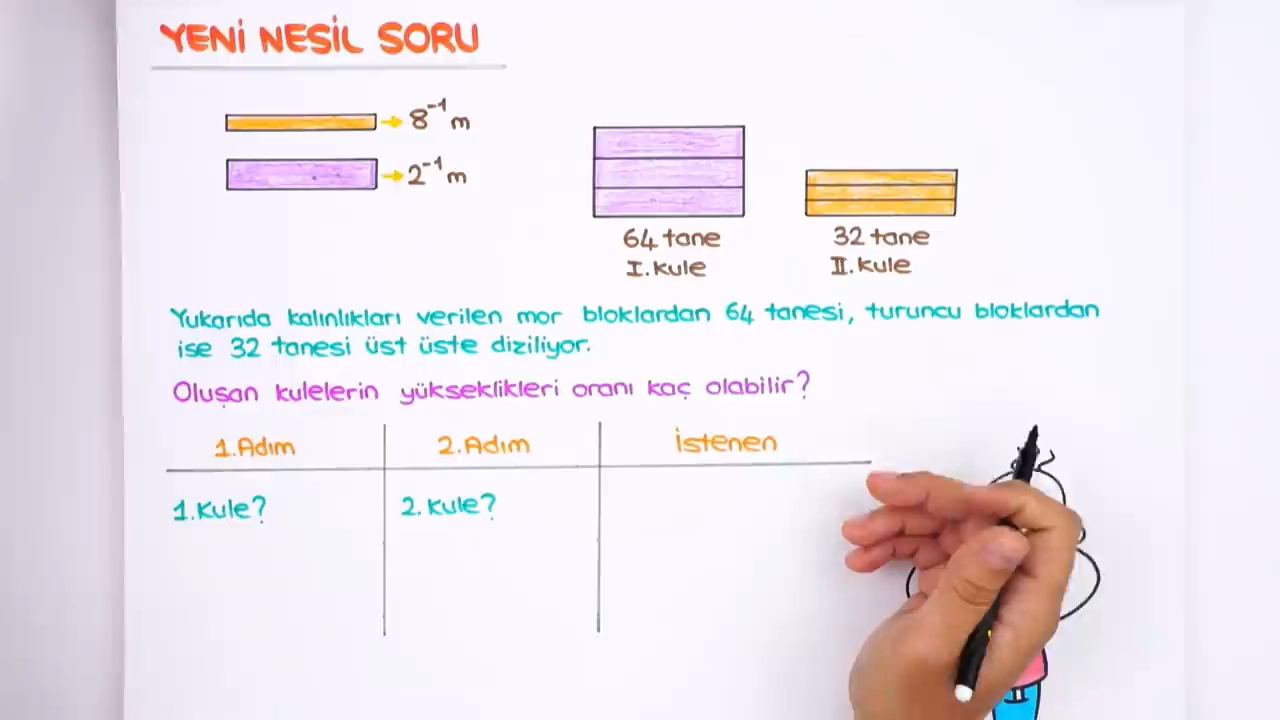 YENİ NESİL SORU
8⁻¹ m
2⁻¹ m
64 tane
I. kule
32 tane
II. kule
Yukarıda kalınlıkları verilen mor bloklardan 64 tanesi, turuncu bloklardan
ise 32 tanesi üst üste diziliyor.
Oluşan kulelerin yükseklikleri oranı kaç olabilir?
1. Adım
2. Adım
İstenen
1. Kule?
2. Kule?